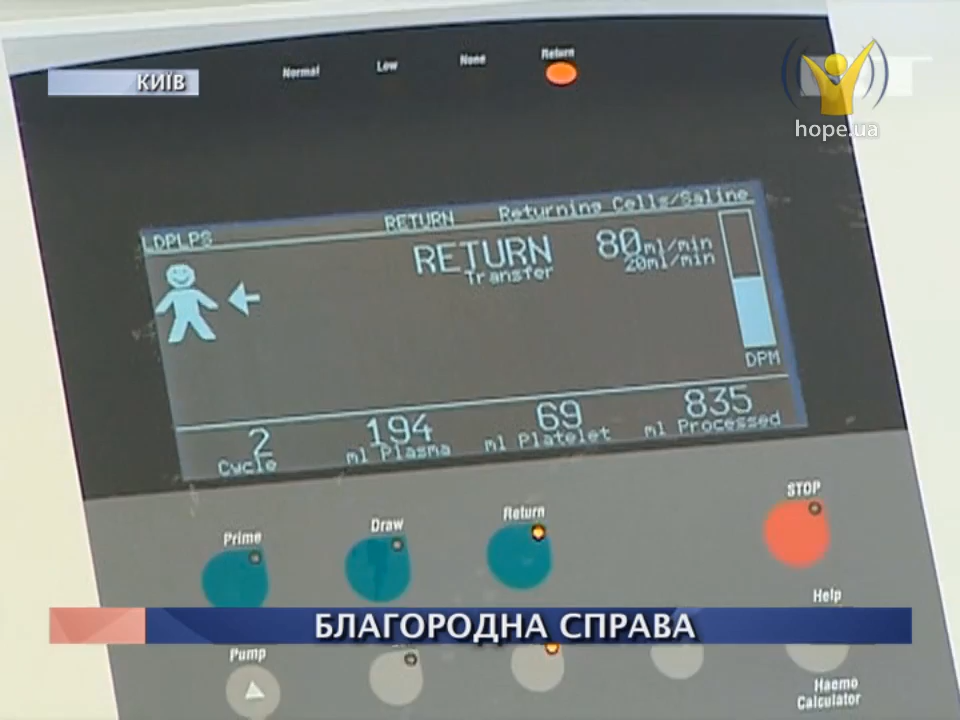 Normal Low None Return
КИЇВ
hope.ua
LDPLPS RETURN Returning Cells/Saline
RETURN 80 ml/min
Transfer 20ml/min
DPM
2 194 69 835
Cycle ml Plasma ml Platelet ml Processed
Prime Draw Return STOP
Help
БЛАГОРОДНА СПРАВА
Pump
Haemo
Calculator